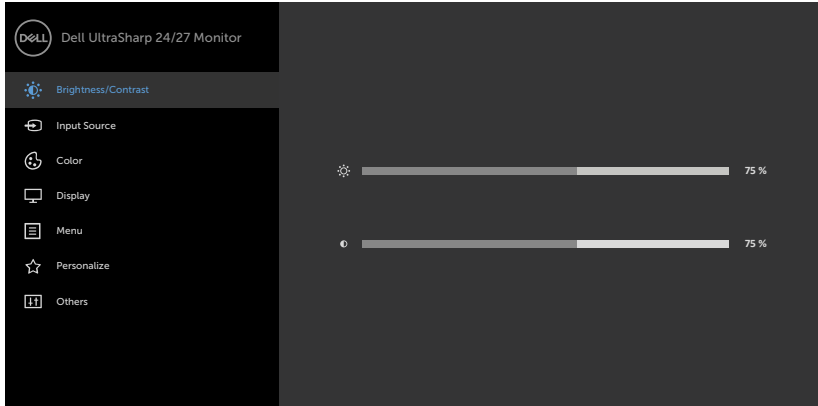 DELL Dell UltraSharp 24/27 Monitor
Brightness/Contrast
Input Source
Color
75 %
Display
Menu
75 %
Personalize
Others